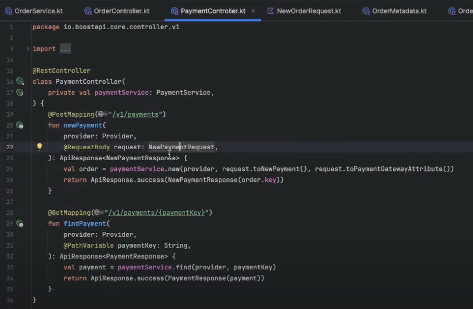 OrderService.kt OrderController.kt PaymentController.kt NewOrderRequest.kt OrderMetadata.kt
1 package io.boostapi.core.controller.v1
2
3 import ...
14
15 @RestController
16 class PaymentController(
17 private val paymentService: PaymentService,
18 ) {
19 @PostMapping("/v1/payments")
20 fun newPayment(
21 provider: Provider,
22 @RequestBody request: NewPaymentRequest,
23 ): ApiResponse<NewPaymentResponse> {
24 val order = paymentService.new(provider, request.toNewPayment(), request.toPaymentGatewayAttribute())
25 return ApiResponse.success(NewPaymentResponse(order.key))
26 }
27
28 @GetMapping("/v1/payments/{paymentKey}")
29 fun findPayment(
30 provider: Provider,
31 @PathVariable paymentKey: String,
32 ): ApiResponse<PaymentResponse> {
33 val payment = paymentService.find(provider, paymentKey)
34 return ApiResponse.success(PaymentResponse(payment))
35 }
36 }